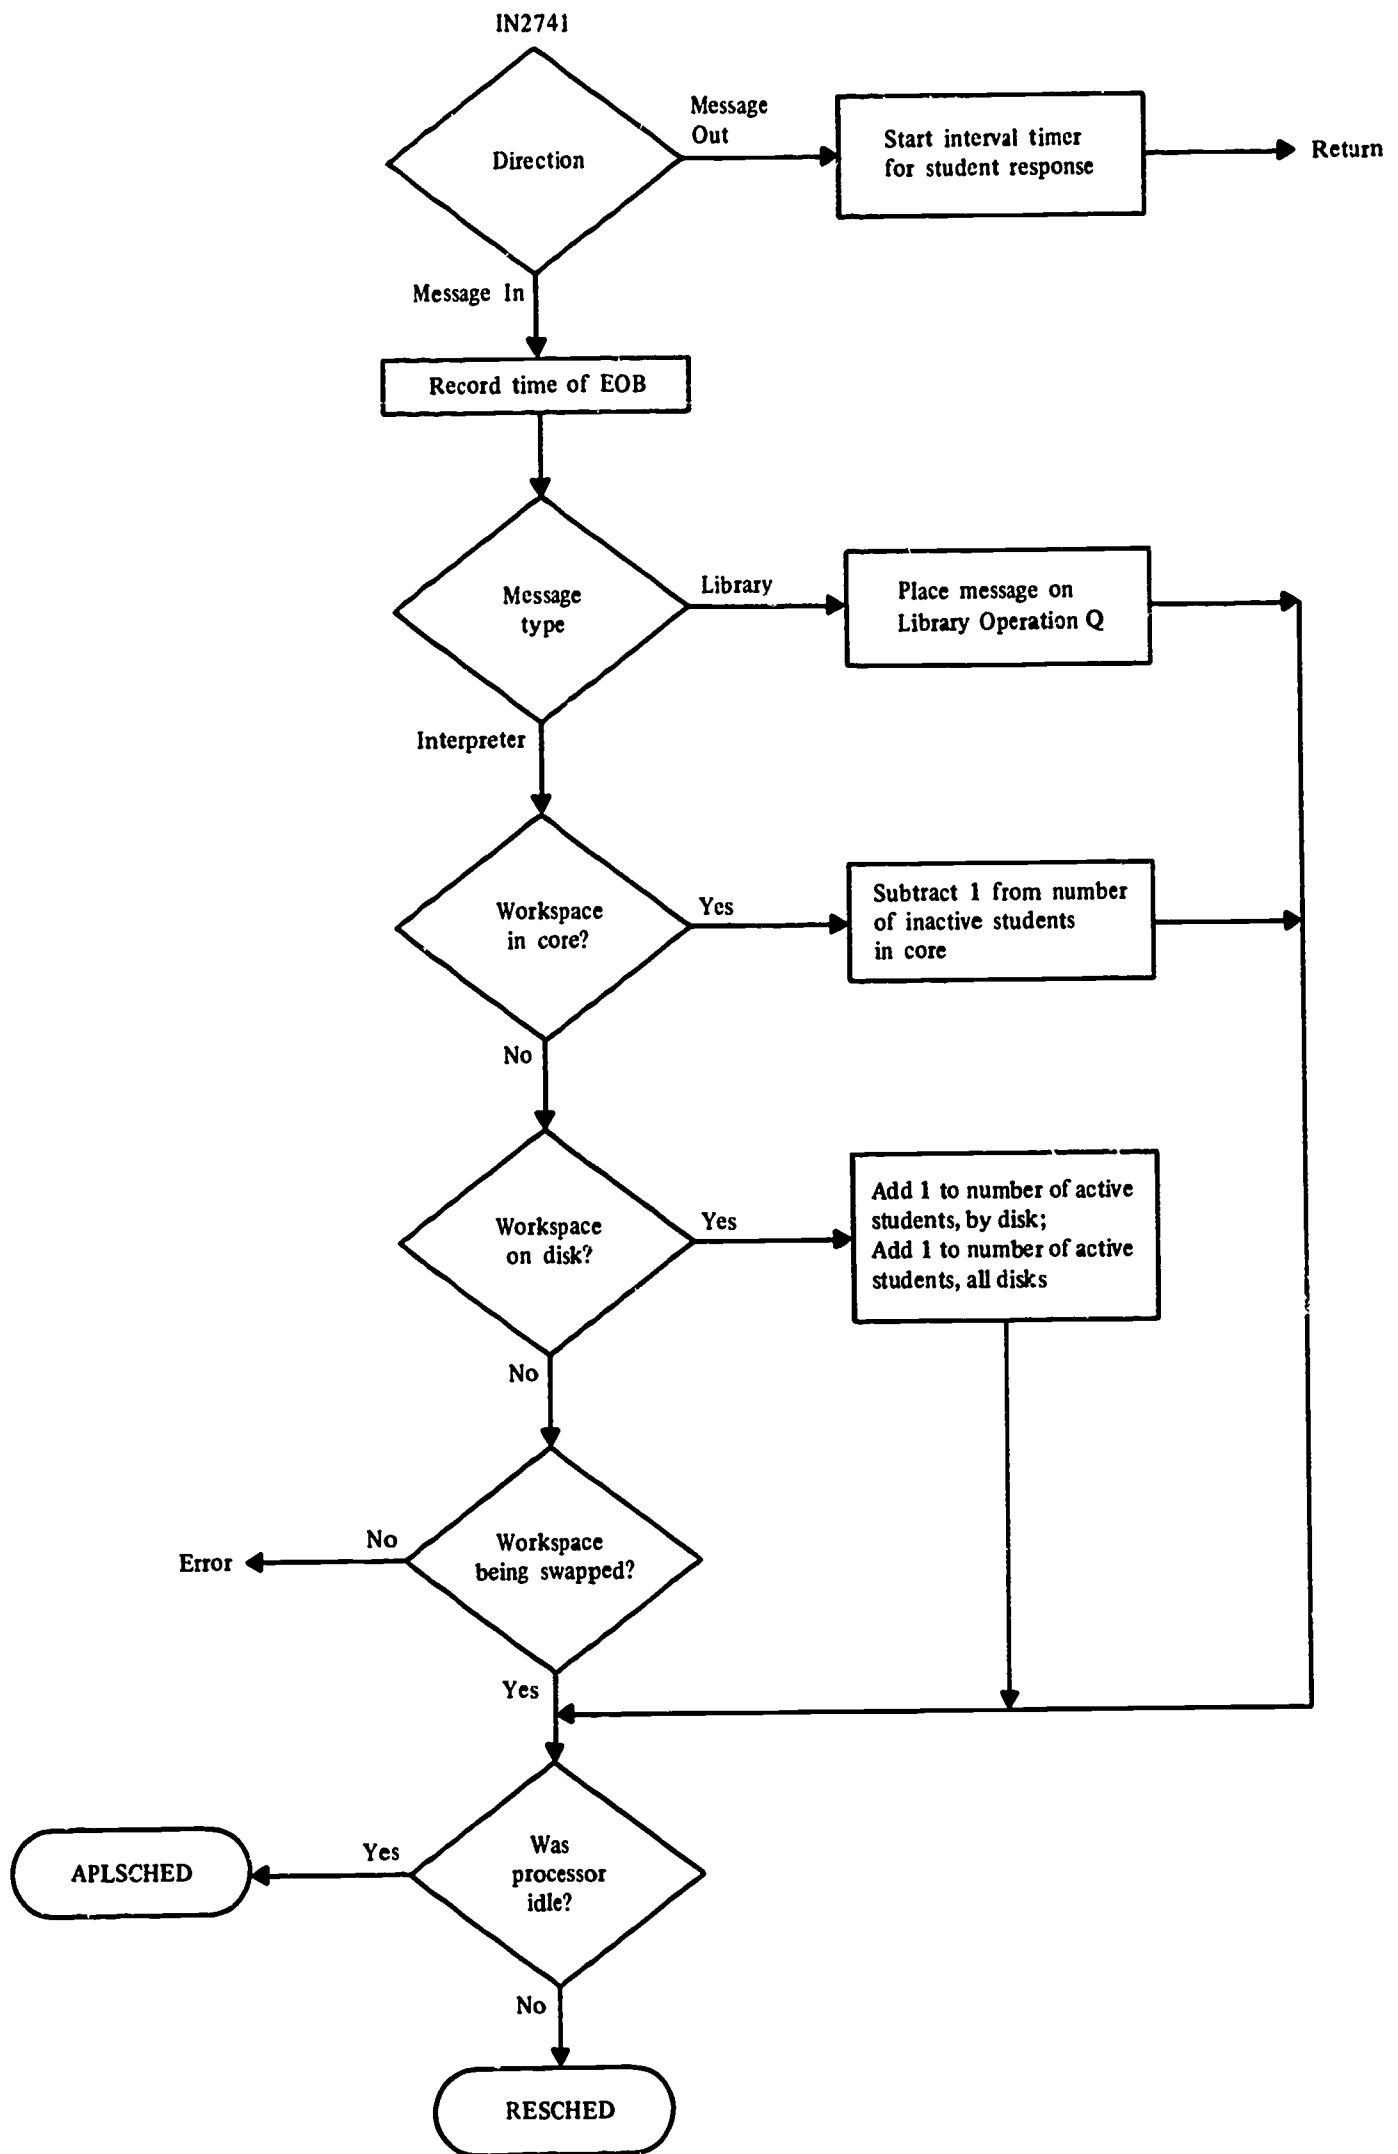 IN2741
Message
Out
Direction
Start interval timer
for student response
Return
Message In
Record time of EOB
Message
type
Library
Place message on
Library Operation Q
Interpreter
Workspace
in core?
Yes
Subtract 1 from number
of inactive students
in core
No
Workspace
on disk?
Yes
Add 1 to number of active
students, by disk;
Add 1 to number of active
students, all disks
No
Workspace
being swapped?
No
Error
Yes
Was
processor
idle?
Yes
APLSCHED
No
RESCHED